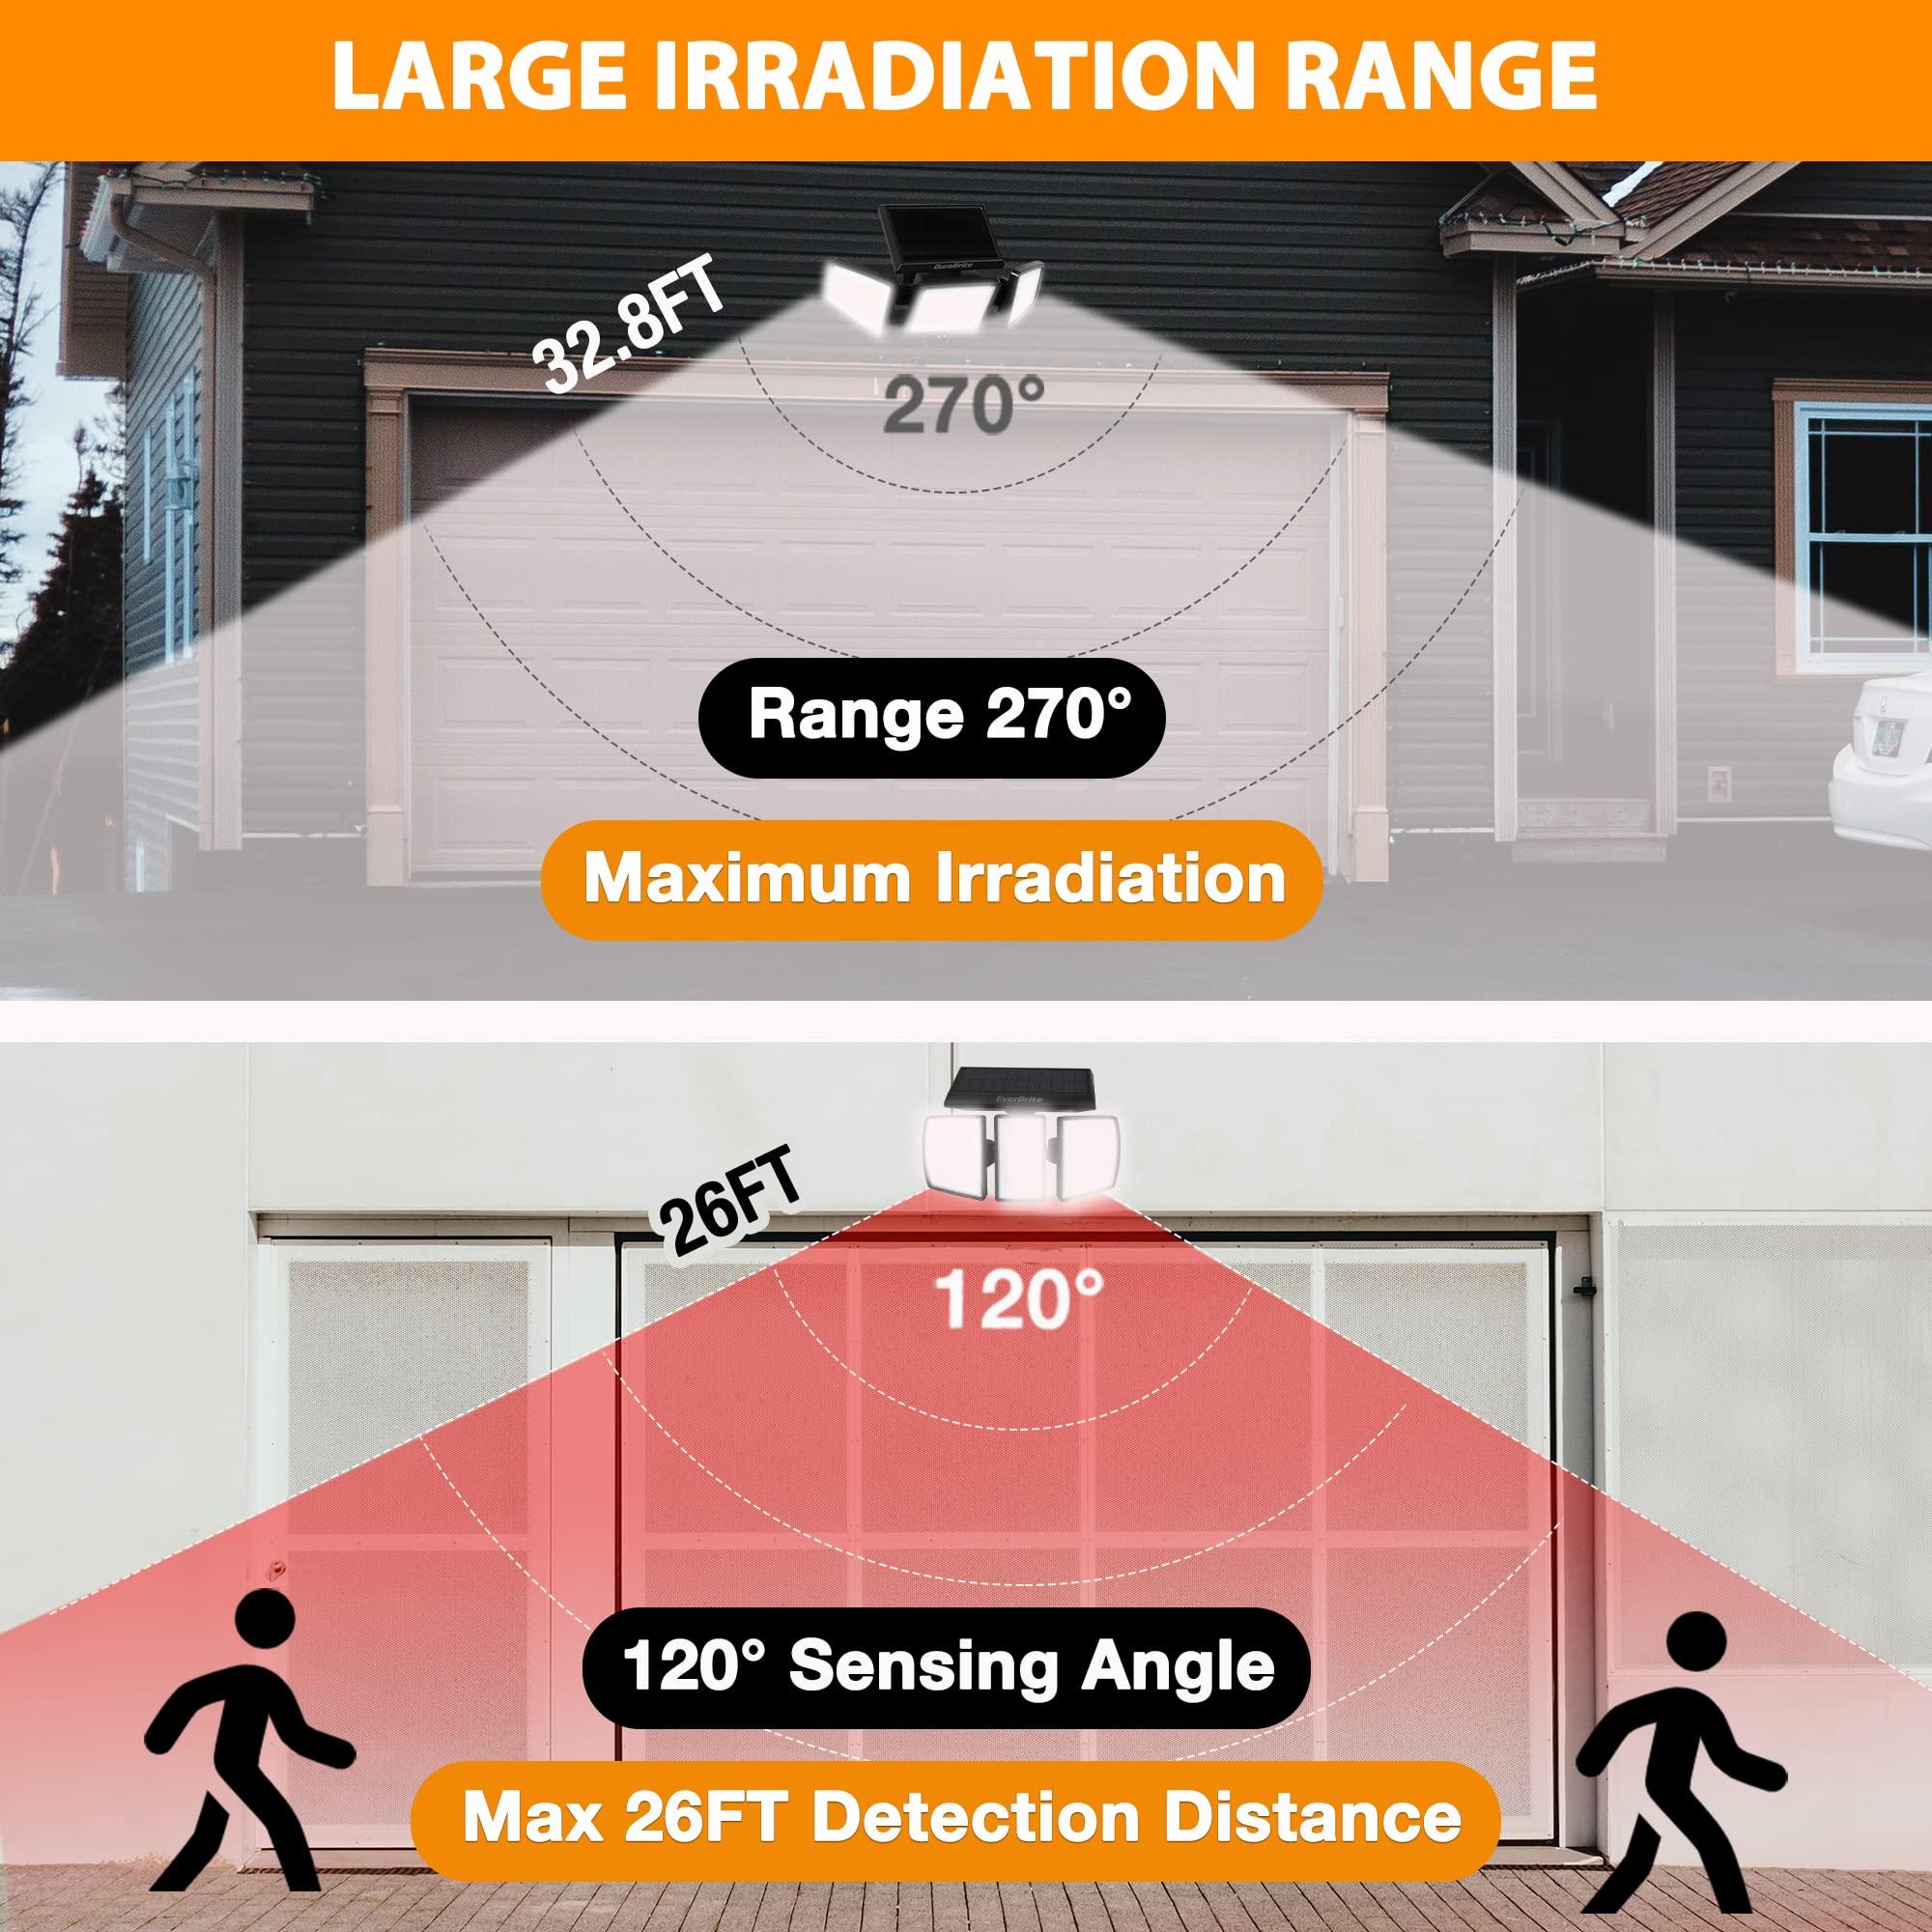 LARGE IRRADIATION RANGE
DuraBrite
32.8FT
270°
Range 270°
Maximum Irradiation
EverBrite
26FT
120°
120° Sensing Angle
Max 26FT Detection Distance